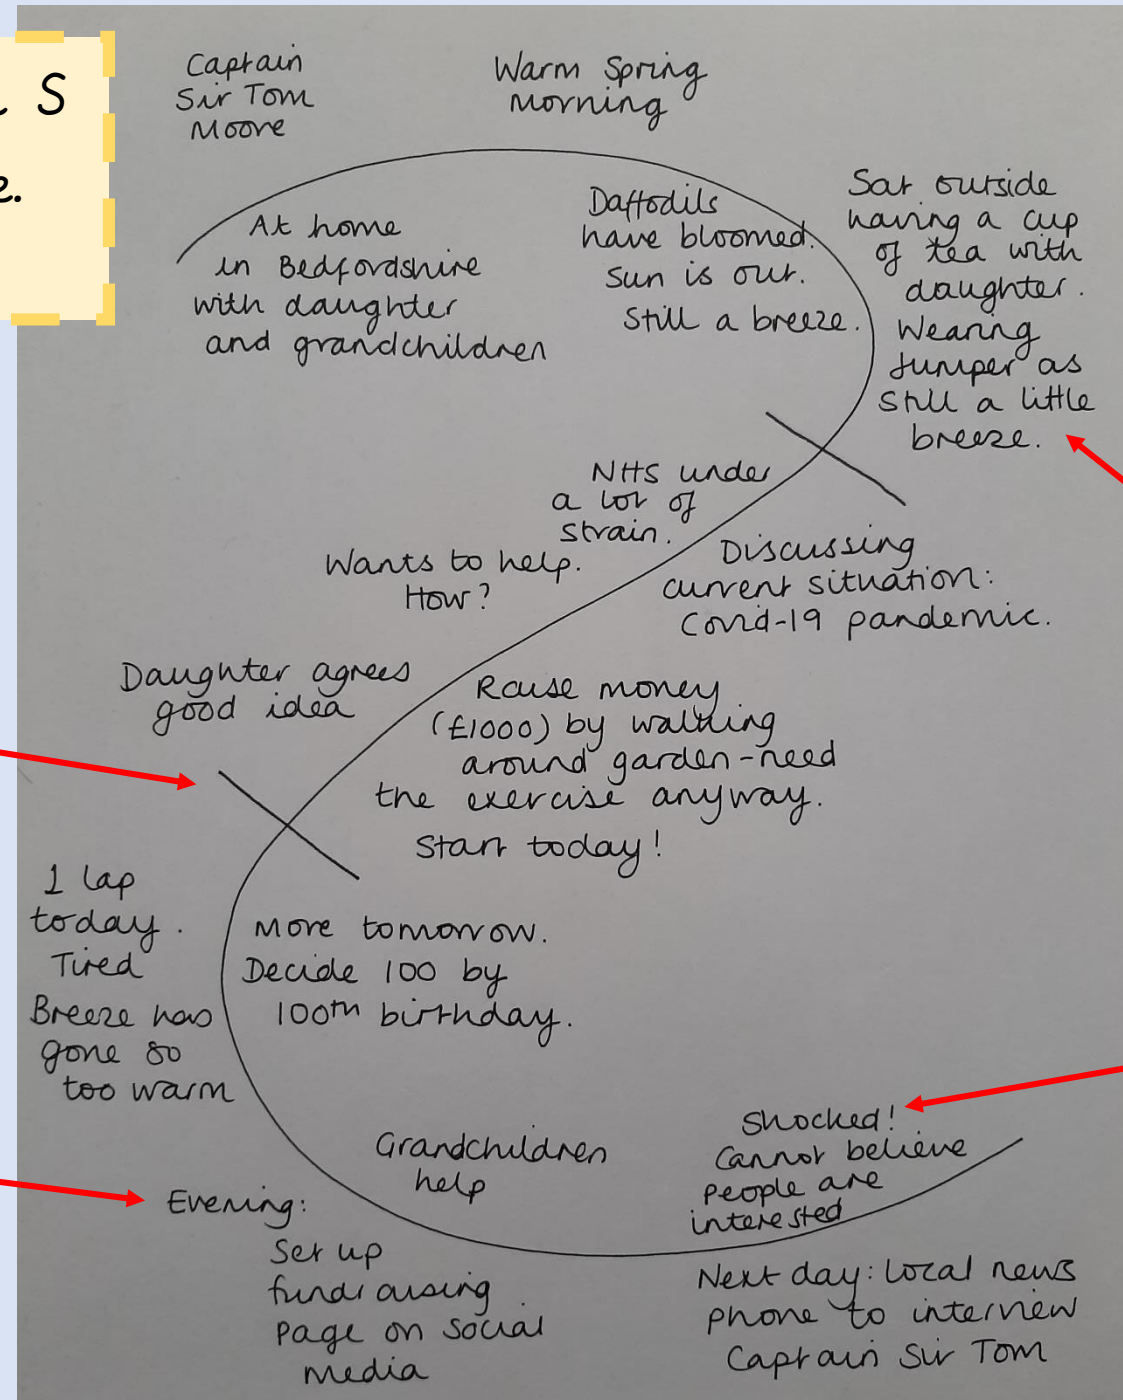 S
e.
Captain
Sir Tom
Moore
Warm Spring
Morning
At home
in Bedfordshire
with daughter
and grandchildren
Daffodils
have bloomed.
Sun is out.
Still a breeze.
Sat outside
having a cup
of tea with
daughter.
Wearing
Jumper as
still a little
breeze.
NHS under
a lot of
strain.
Discussing
current situation:
Covid-19 pandemic.
Wants to help.
How?
Daughter agrees
good idea
Raise money
(£1000) by walking
around garden - need
the exercise anyway.
Start today!
1 lap
today.
Tired
Breeze has
gone so
too warm
More tomorrow.
Decide 100 by
100th birthday.
Evening:
Set up
fundraising
page on social
media
Grandchildren
help
Shocked!
Cannot believe
people are
interested
Next day: local news
phone to interview
Captain Sir Tom